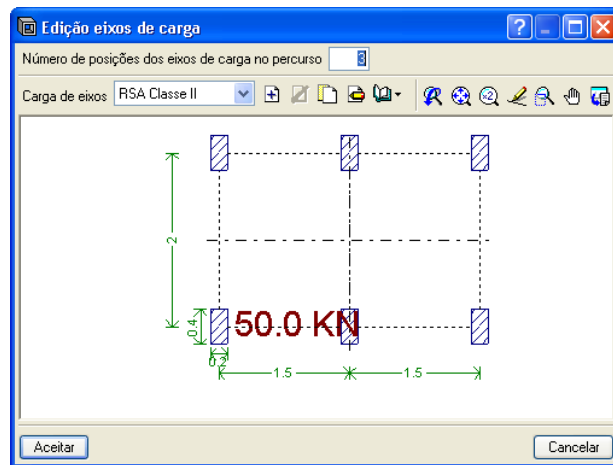 Edição eixos de carga
Número de posições dos eixos de carga no percurso 3
Carga de eixos RSA Classe II
2
0.4
50.0 KN
0.2
1.5 1.5
Aceitar Cancelar